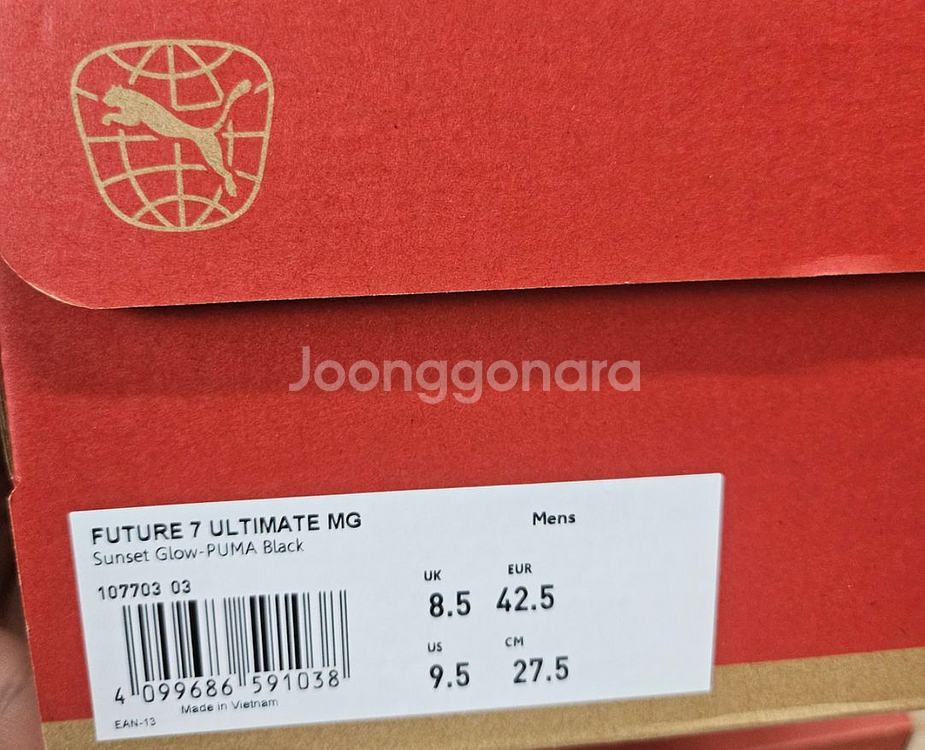 Joonggonara
FUTURE 7 ULTIMATE MG
Mens
Sunset Glow-PUMA Black
107703 03
UK EUR
8.5 42.5
US CM
9.5 27.5
4 099686 591038
Made in Vietnam
EAN-13